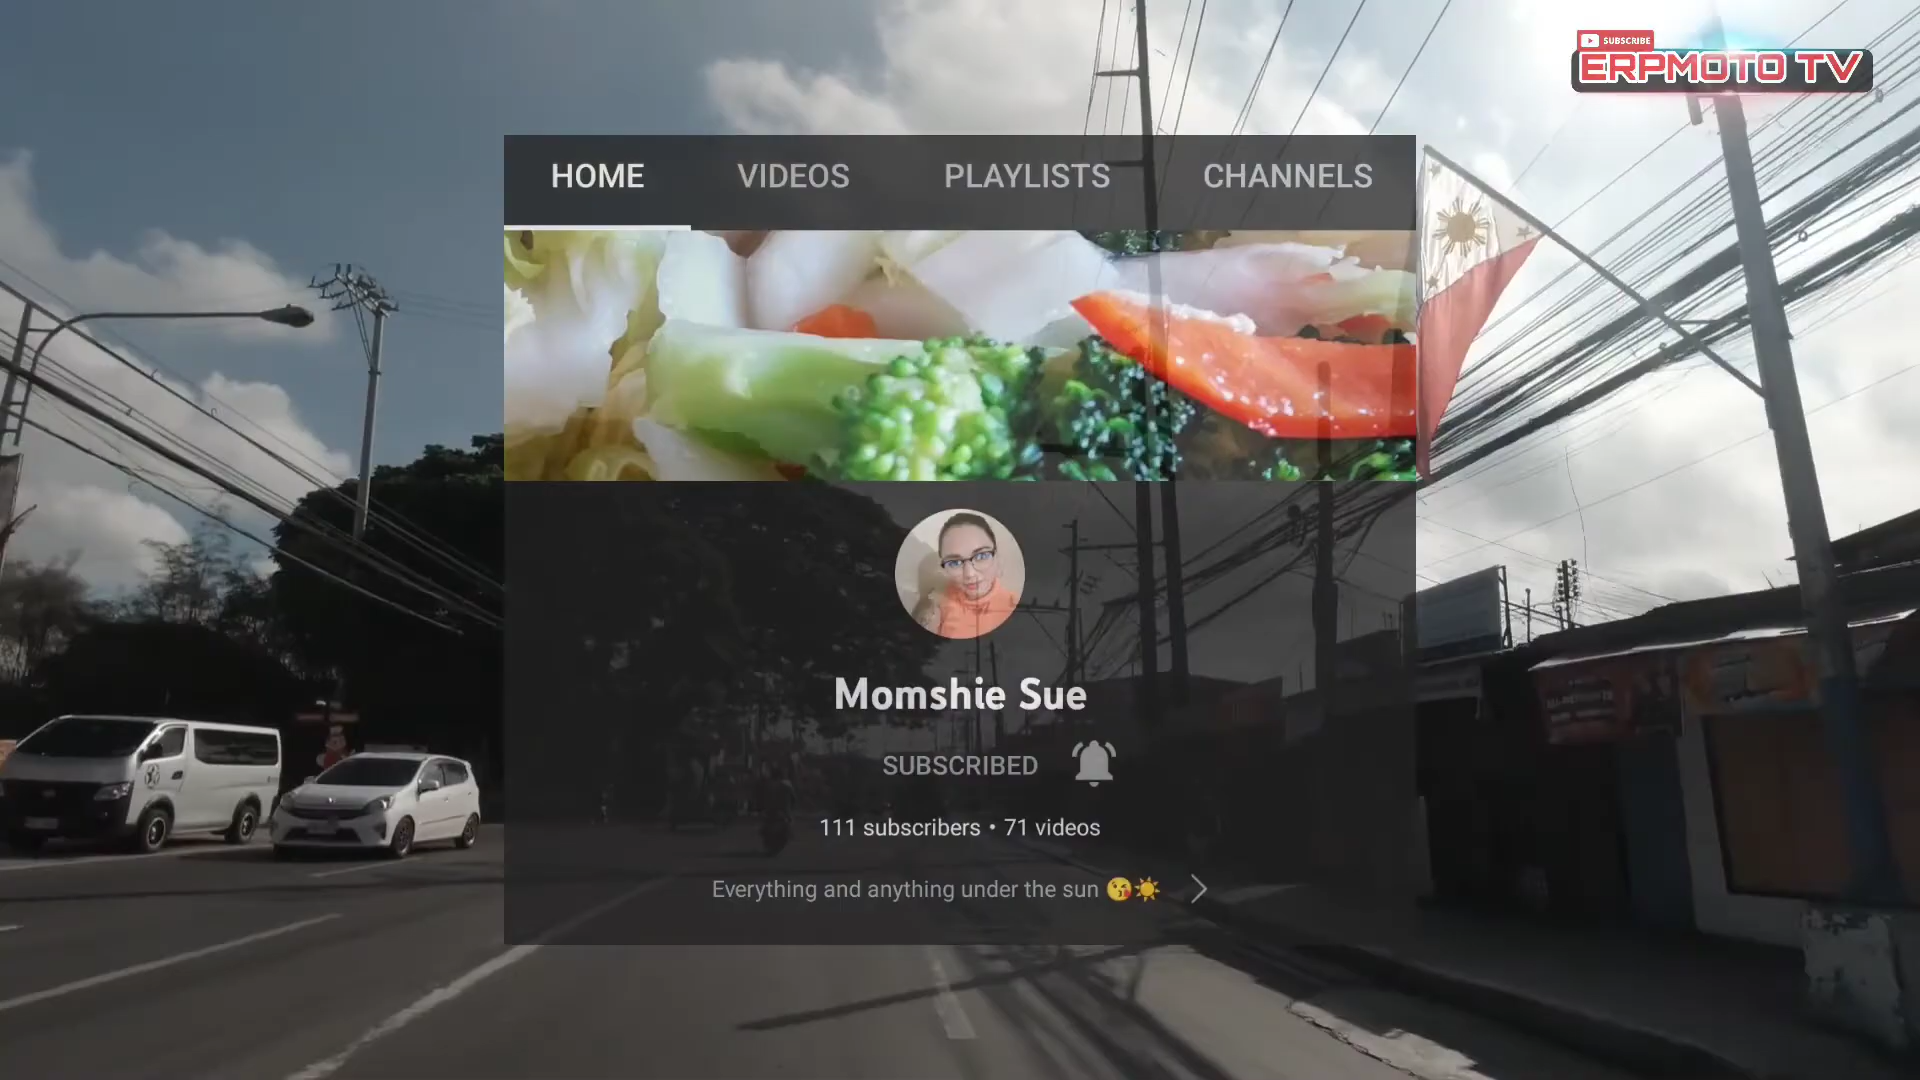 SUBSCRIBE
ERPMOTO TV
HOME VIDEOS PLAYLISTS CHANNELS
Momshie Sue
SUBSCRIBED
111 subscribers • 71 videos
Everything and anything under the sun 😘☀️